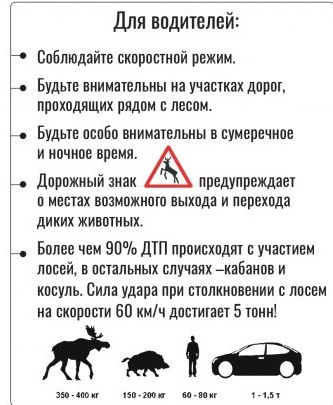 Для водителей:
Соблюдайте скоростной режим.
Будьте внимательны на участках дорог,
проходящих рядом с лесом.
Будьте особо внимательны в сумеречное
и ночное время.
Дорожный знак предупреждает
о местах возможного выхода и перехода
диких животных.
Более чем 90% ДТП происходят с участием
лосей, в остальных случаях –кабанов и
косуль. Сила удара при столкновении с лосем
на скорости 60 км/ч достигает 5 тонн!
350 - 400 кг 150 - 200 кг 60 - 80 кг 1 - 1,5 т